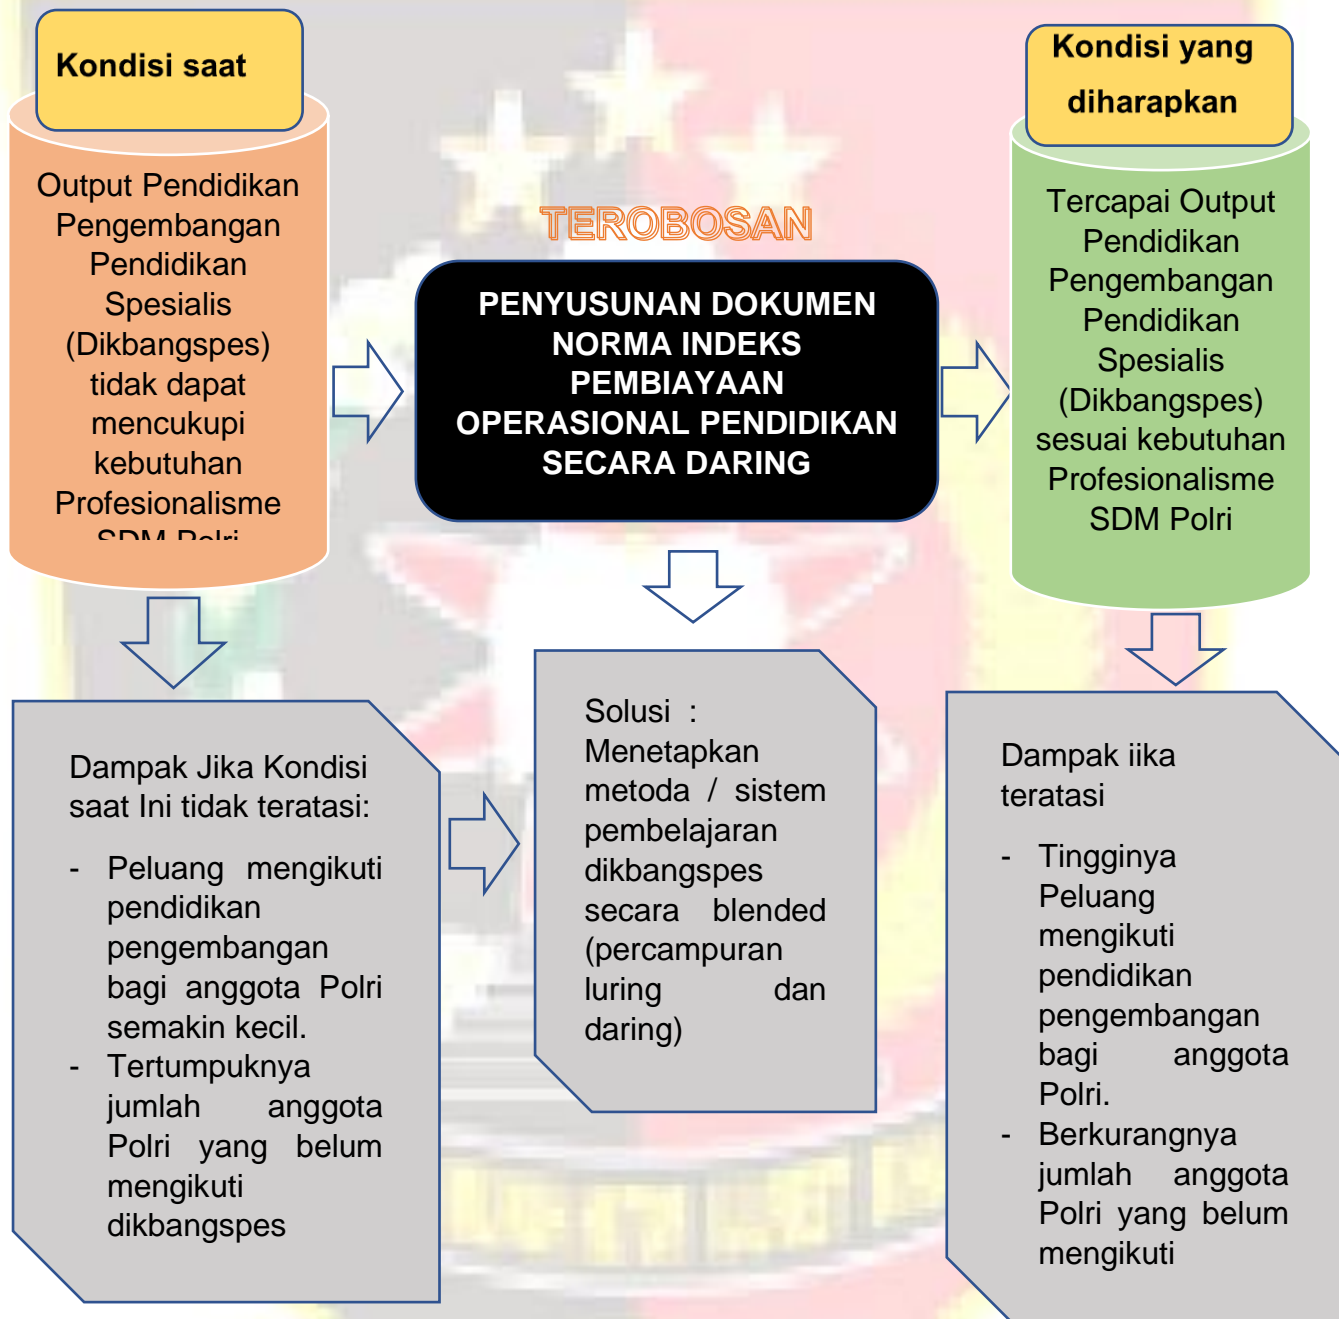 Kondisi saat
Output Pendidikan
Pengembangan
Pendidikan
Spesialis
(Dikbangspes)
tidak dapat
mencukupi
kebutuhan
Profesionalisme
SDM Polri
TEROBOSAN
PENYUSUNAN DOKUMEN
NORMA INDEKS
PEMBIAYAAN
OPERASIONAL PENDIDIKAN
SECARA DARING
Kondisi yang
diharapkan
Tercapai Output
Pendidikan
Pengembangan
Pendidikan
Spesialis
(Dikbangspes)
sesuai kebutuhan
Profesionalisme
SDM Polri
Dampak Jika Kondisi
saat Ini tidak teratasi:
- Peluang mengikuti
pendidikan
pengembangan
bagi anggota Polri
semakin kecil.
- Tertumpuknya
jumlah anggota
Polri yang belum
mengikuti
dikbangspes
Solusi :
Menetapkan
metoda / sistem
pembelajaran
dikbangspes
secara blended
(percampuran
luring dan
daring)
Dampak iika
teratasi
- Tingginya
Peluang
mengikuti
pendidikan
pengembangan
bagi anggota
Polri.
- Berkurangnya
jumlah anggota
Polri yang belum
mengikuti